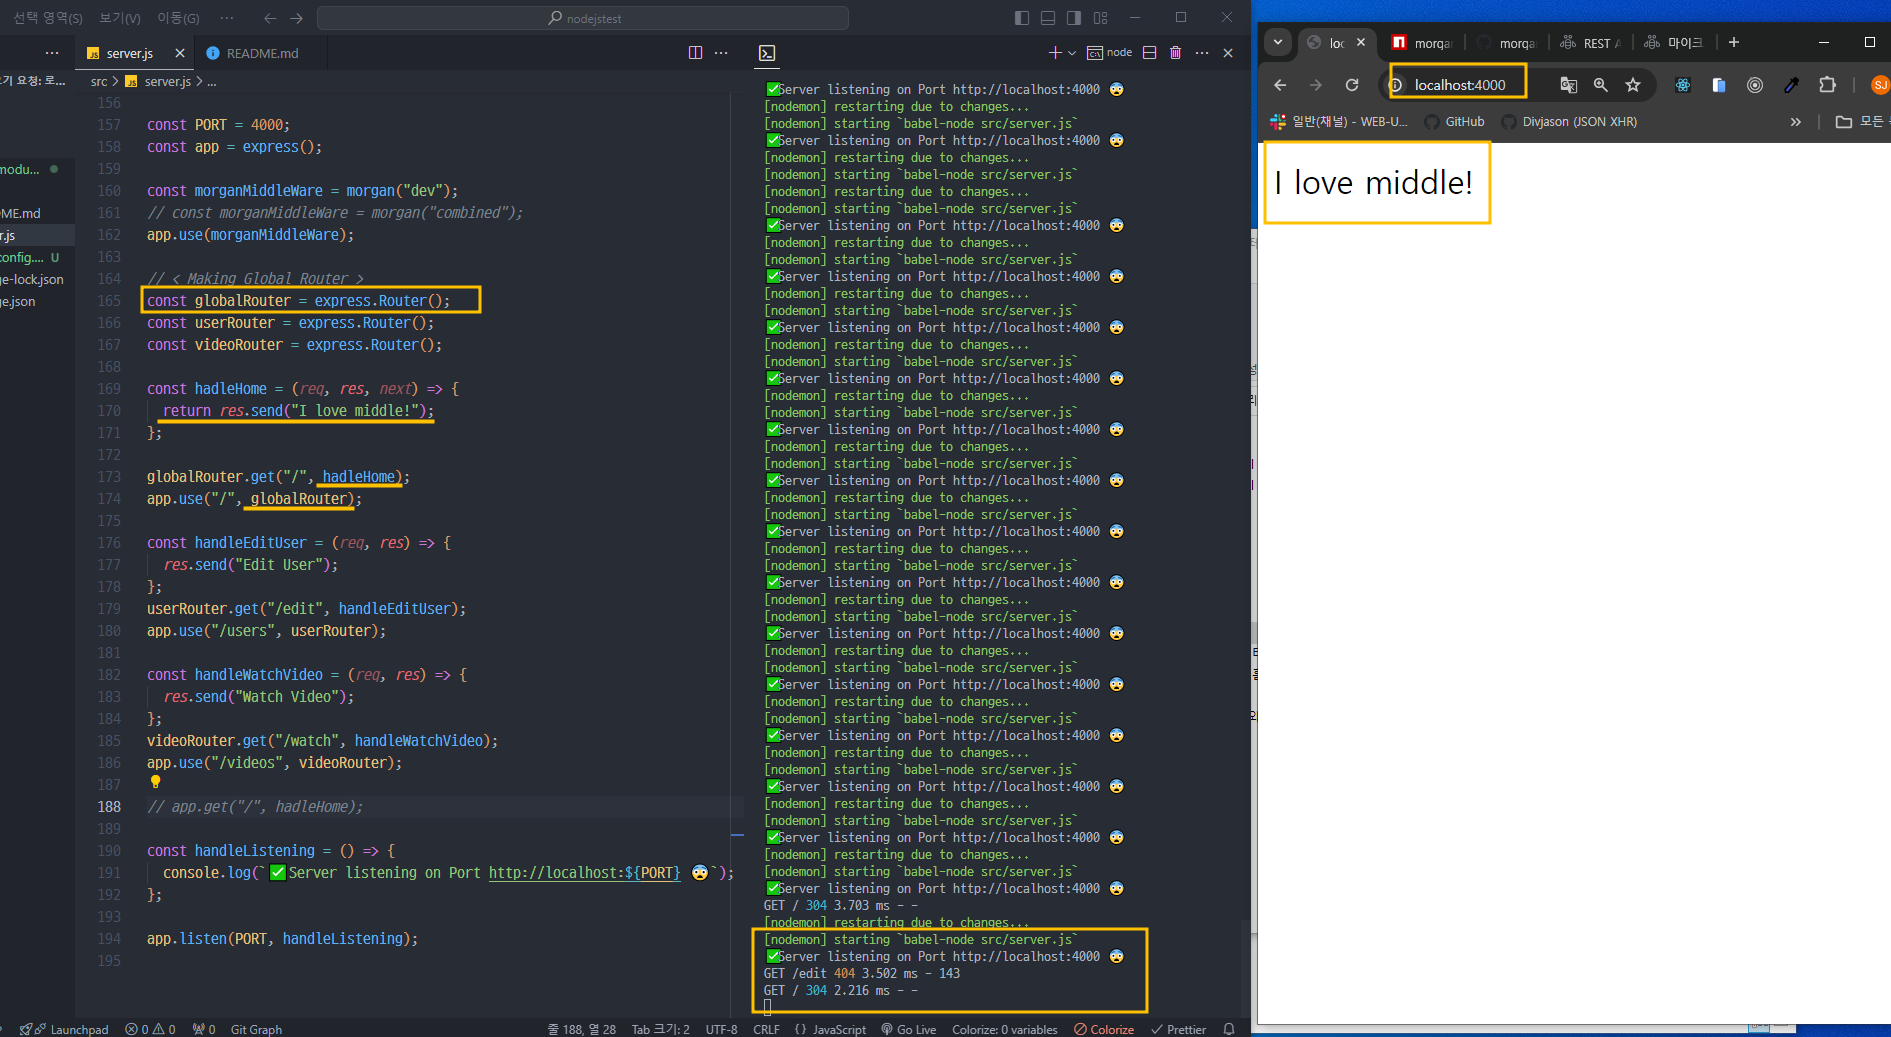 선택 영역(S) 보기(V) 이동(G) ··· nodejstest
server.js README.md
src > server.js > ...
156
157 const PORT = 4000;
158 const app = express();
159
160 const morganMiddleWare = morgan("dev");
161 // const morganMiddleWare = morgan("combined");
162 app.use(morganMiddleWare);
163
164 // < Making Global Router >
165 const globalRouter = express.Router();
166 const userRouter = express.Router();
167 const videoRouter = express.Router();
168
169 const hadleHome = (req, res, next) => {
170 return res.send("I love middle!");
171 };
172
173 globalRouter.get("/", hadleHome);
174 app.use("/", globalRouter);
175
176 const handleEditUser = (req, res) => {
177 res.send("Edit User");
178 };
179 userRouter.get("/edit", handleEditUser);
180 app.use("/users", userRouter);
181
182 const handleWatchVideo = (req, res) => {
183 res.send("Watch Video");
184 };
185 videoRouter.get("/watch", handleWatchVideo);
186 app.use("/videos", videoRouter);
187
188 // app.get("/", hadleHome);
189
190 const handleListening = () => {
191 console.log(`✅Server listening on Port http://localhost:${PORT} 😨`);
192 };
193
194 app.listen(PORT, handleListening);
195
기 요청: 로...
modu...
ME.md
r.js
config.... U
ge-lock.json
ge.json
node
✅Server listening on Port http://localhost:4000 😨
[nodemon] restarting due to changes...
[nodemon] starting `babel-node src/server.js`
✅Server listening on Port http://localhost:4000 😨
[nodemon] restarting due to changes...
[nodemon] starting `babel-node src/server.js`
[nodemon] restarting due to changes...
[nodemon] starting `babel-node src/server.js`
✅Server listening on Port http://localhost:4000 😨
[nodemon] restarting due to changes...
[nodemon] starting `babel-node src/server.js`
✅Server listening on Port http://localhost:4000 😨
[nodemon] restarting due to changes...
[nodemon] starting `babel-node src/server.js`
✅Server listening on Port http://localhost:4000 😨
[nodemon] restarting due to changes...
[nodemon] starting `babel-node src/server.js`
✅Server listening on Port http://localhost:4000 😨
[nodemon] restarting due to changes...
[nodemon] starting `babel-node src/server.js`
✅Server listening on Port http://localhost:4000 😨
[nodemon] restarting due to changes...
[nodemon] starting `babel-node src/server.js`
✅Server listening on Port http://localhost:4000 😨
[nodemon] restarting due to changes...
[nodemon] starting `babel-node src/server.js`
✅Server listening on Port http://localhost:4000 😨
[nodemon] restarting due to changes...
[nodemon] starting `babel-node src/server.js`
✅Server listening on Port http://localhost:4000 😨
[nodemon] restarting due to changes...
[nodemon] starting `babel-node src/server.js`
✅Server listening on Port http://localhost:4000 😨
[nodemon] restarting due to changes...
[nodemon] starting `babel-node src/server.js`
✅Server listening on Port http://localhost:4000 😨
[nodemon] restarting due to changes...
[nodemon] starting `babel-node src/server.js`
✅Server listening on Port http://localhost:4000 😨
[nodemon] restarting due to changes...
[nodemon] starting `babel-node src/server.js`
✅Server listening on Port http://localhost:4000 😨
[nodemon] restarting due to changes...
[nodemon] starting `babel-node src/server.js`
✅Server listening on Port http://localhost:4000 😨
[nodemon] restarting due to changes...
[nodemon] starting `babel-node src/server.js`
✅Server listening on Port http://localhost:4000 😨
GET / 304 3.703 ms - -
[nodemon] restarting due to changes...
[nodemon] starting `babel-node src/server.js`
✅Server listening on Port http://localhost:4000 😨
GET /edit 404 3.502 ms - 143
GET / 304 2.216 ms - -
Launchpad 0 0 0 Git Graph 줄 188, 열 28 Tab 크기: 2 UTF-8 CRLF {} JavaScript Go Live Colorize: 0 variables Colorize Prettier
loc morgan morga REST A 마이크
localhost:4000 SJ
일반(채널) - WEB-U... GitHub Divjason (JSON XHR) » 모든
I love middle!